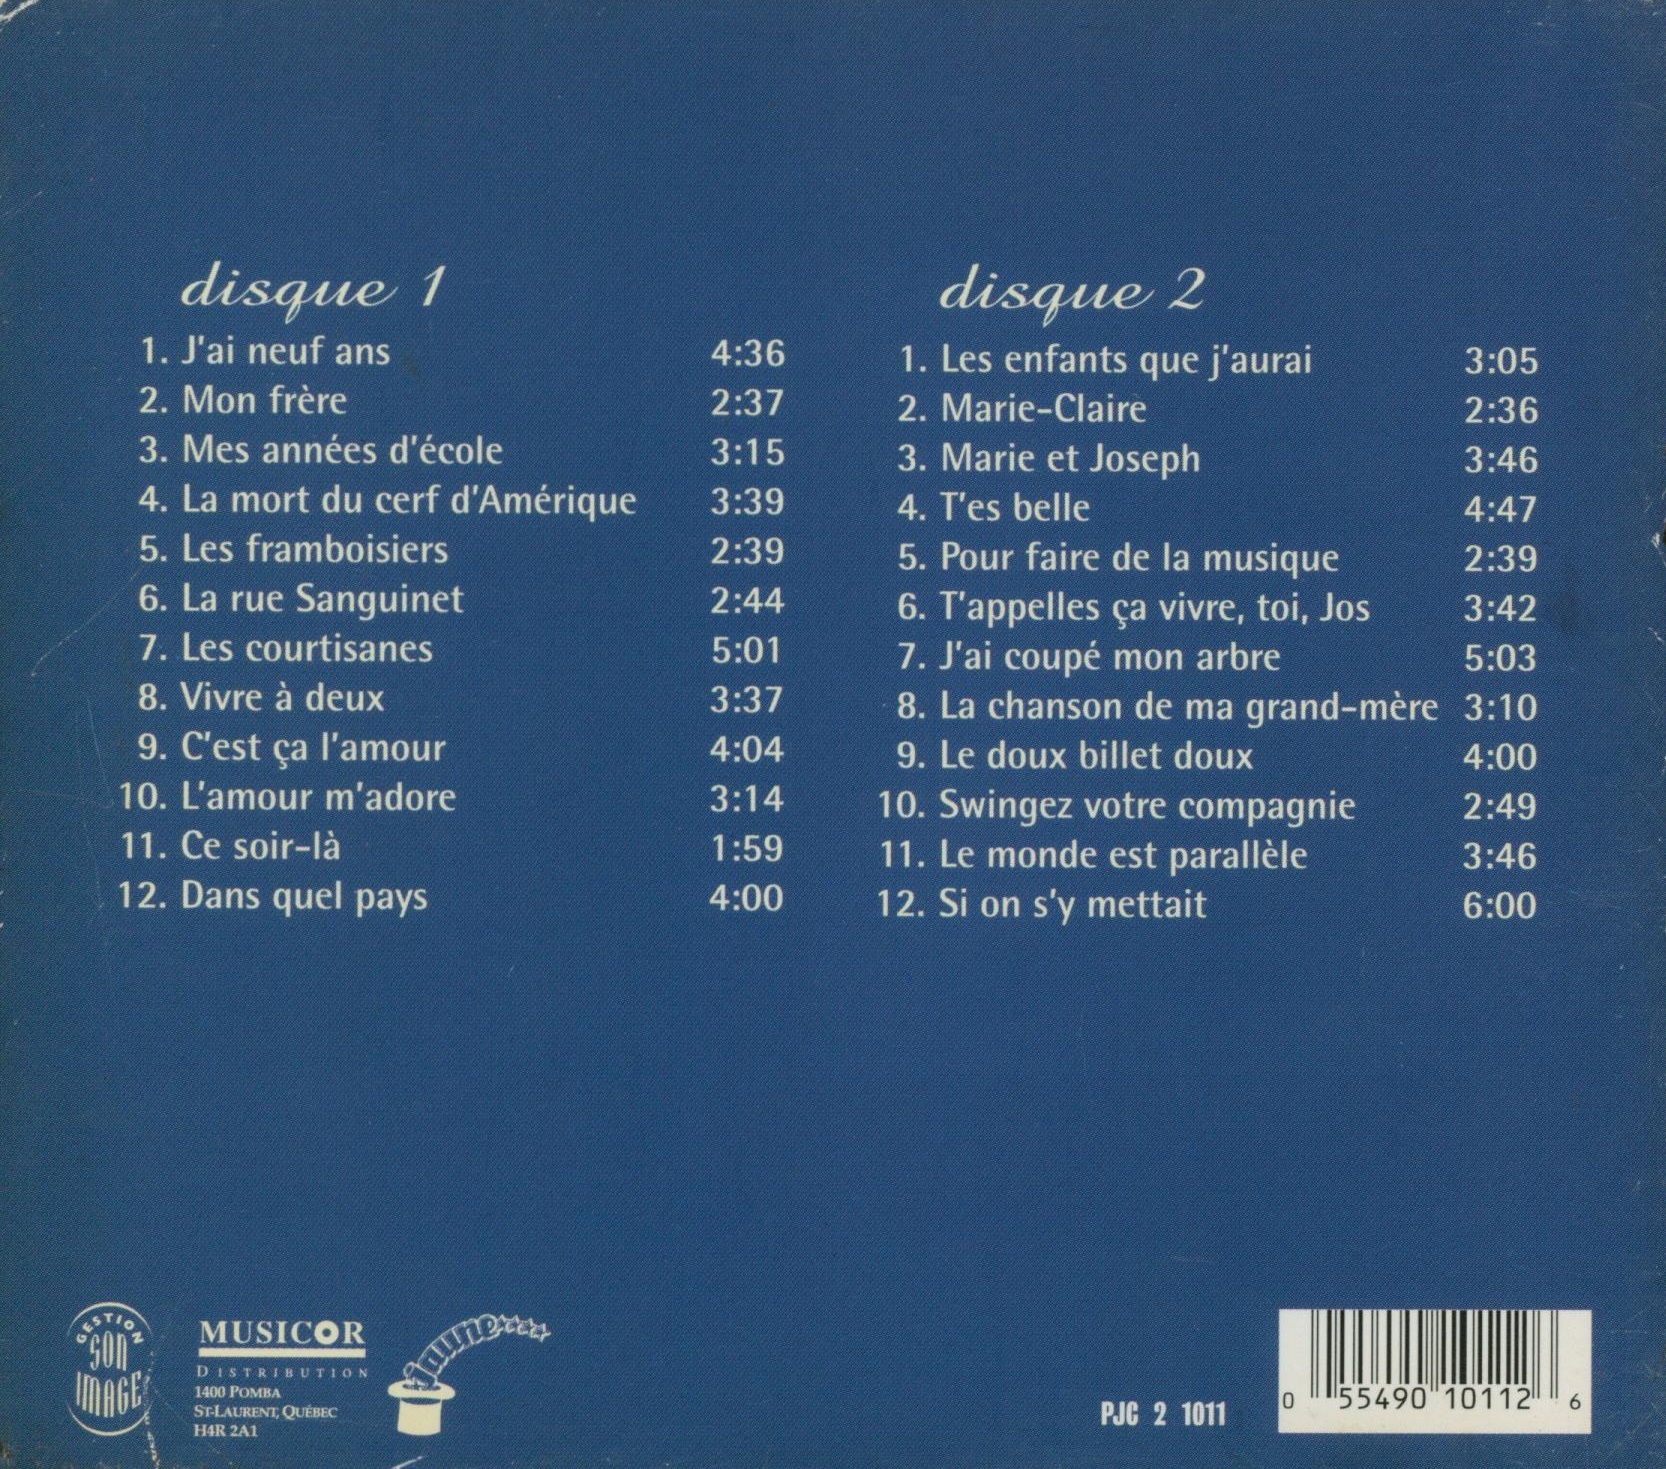 disque 1
1. J'ai neuf ans 4:36
2. Mon frère 2:37
3. Mes années d'école 3:15
4. La mort du cerf d'Amérique 3:39
5. Les framboisiers 2:39
6. La rue Sanguinet 2:44
7. Les courtisanes 5:01
8. Vivre à deux 3:37
9. C'est ça l'amour 4:04
10. L'amour m'adore 3:14
11. Ce soir-là 1:59
12. Dans quel pays 4:00
disque 2
1. Les enfants que j'aurai 3:05
2. Marie-Claire 2:36
3. Marie et Joseph 3:46
4. T'es belle 4:47
5. Pour faire de la musique 2:39
6. T'appelles ça vivre, toi, Jos 3:42
7. J'ai coupé mon arbre 5:03
8. La chanson de ma grand-mère 3:10
9. Le doux billet doux 4:00
10. Swingez votre compagnie 2:49
11. Le monde est parallèle 3:46
12. Si on s'y mettait 6:00
GESTION
SON
IMAGE
MUSICOR
DISTRIBUTION
1400 POMBA
ST-LAURENT, QUÉBEC
H4R 2A1
jaune
PJC 2 1011
0 55490 10112 6